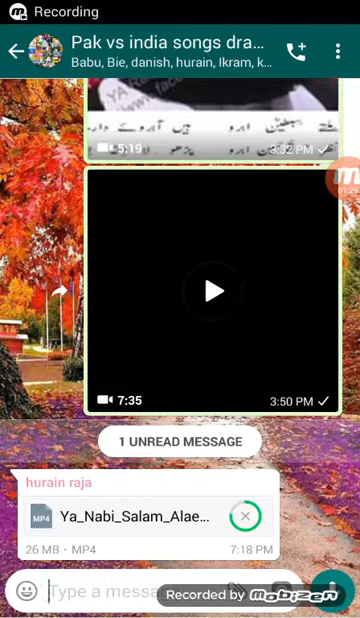 Recording
Pak vs india songs dra...
Babu, Bie, danish, hurain, Ikram, k...
5:19
3:32 PM
7:35
3:50 PM
1 UNREAD MESSAGE
hurain raja
MP4
Ya_Nabi_Salam_Alae...
26 MB • MP4
7:18 PM
Type a messa
Recorded by Mobizen